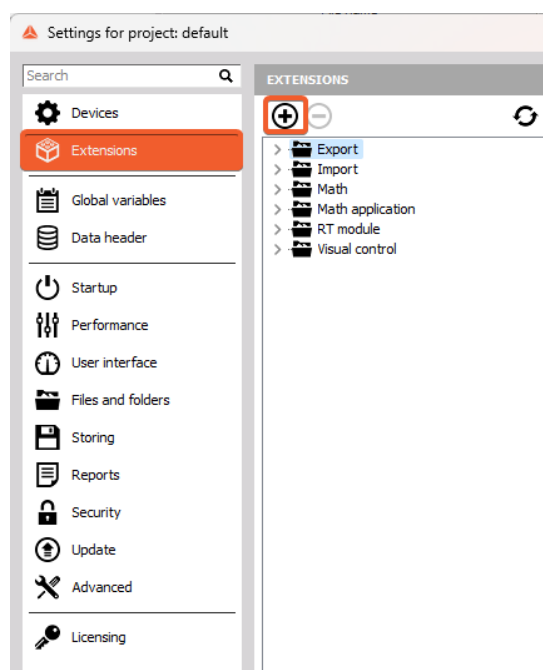 Settings for project: default
Search
Devices
Extensions
Global variables
Data header
Startup
Performance
User interface
Files and folders
Storing
Reports
Security
Update
Advanced
Licensing
EXTENSIONS
Export
Import
Math
Math application
RT module
Visual control